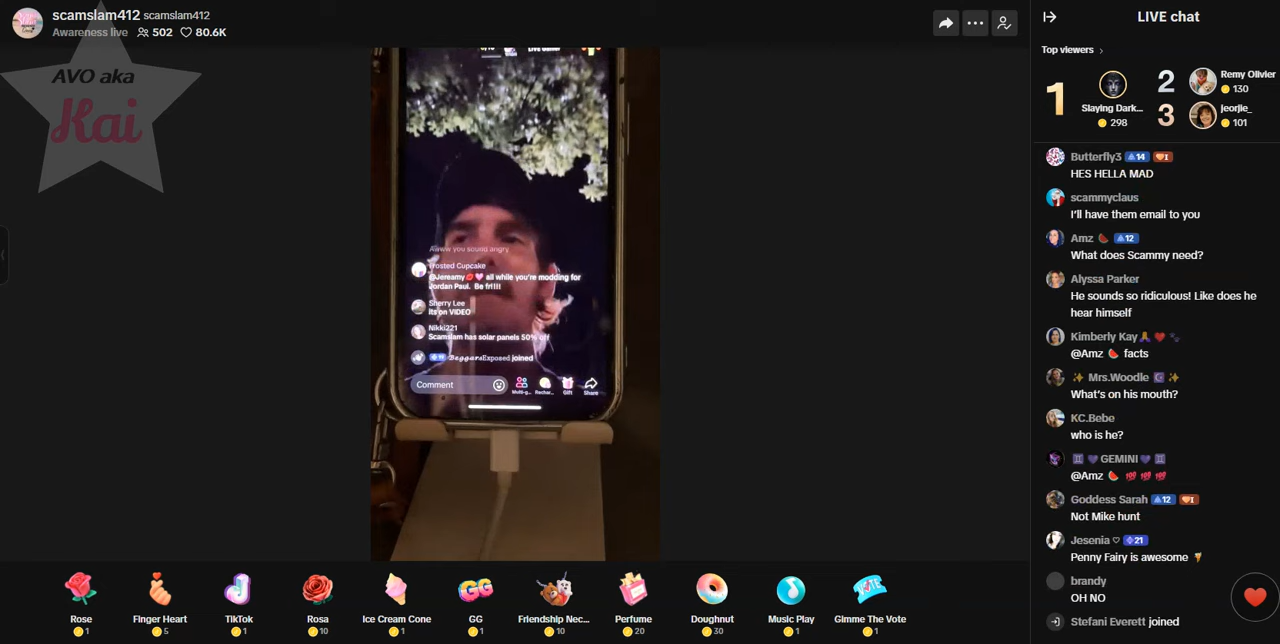 scamslam412 scamslam412
Awareness live 502 80.6K
AVO aka
Kai
LIVE chat
Top viewers
1 Slaying Dark... 298
2 Remy Olivier 130
3 jeorjie_ 101
Awww you sound angry
Frosted Cupcake
@Jereamy all while you're modding for
Jordan Paul. Be fr!!!!
Sherry Lee
its on VIDEO
Nikki221
Scamslam has solar panels 50% off
BeggarsExposed joined
Comment
Multi-g... Rechar... Gift Share
Butterfly3 14 I
HES HELLA MAD
scammyclaus
I'll have them email to you
Amz 12
What does Scammy need?
Alyssa Parker
He sounds so ridiculous! Like does he
hear himself
Kimberly Kay
@Amz facts
Mrs.Woodle
What's on his mouth?
KC.Bebe
who is he?
GEMINI
@Amz 💯 💯 💯
Goddess Sarah 12 I
Not Mike hunt
Jesenia 21
Penny Fairy is awesome
brandy
OH NO
Stefani Everett joined
Rose Finger Heart TikTok Rosa Ice Cream Cone GG Friendship Nec... Perfume Doughnut Music Play Gimme The Vote
1 5 1 10 1 1 10 20 30 1 1